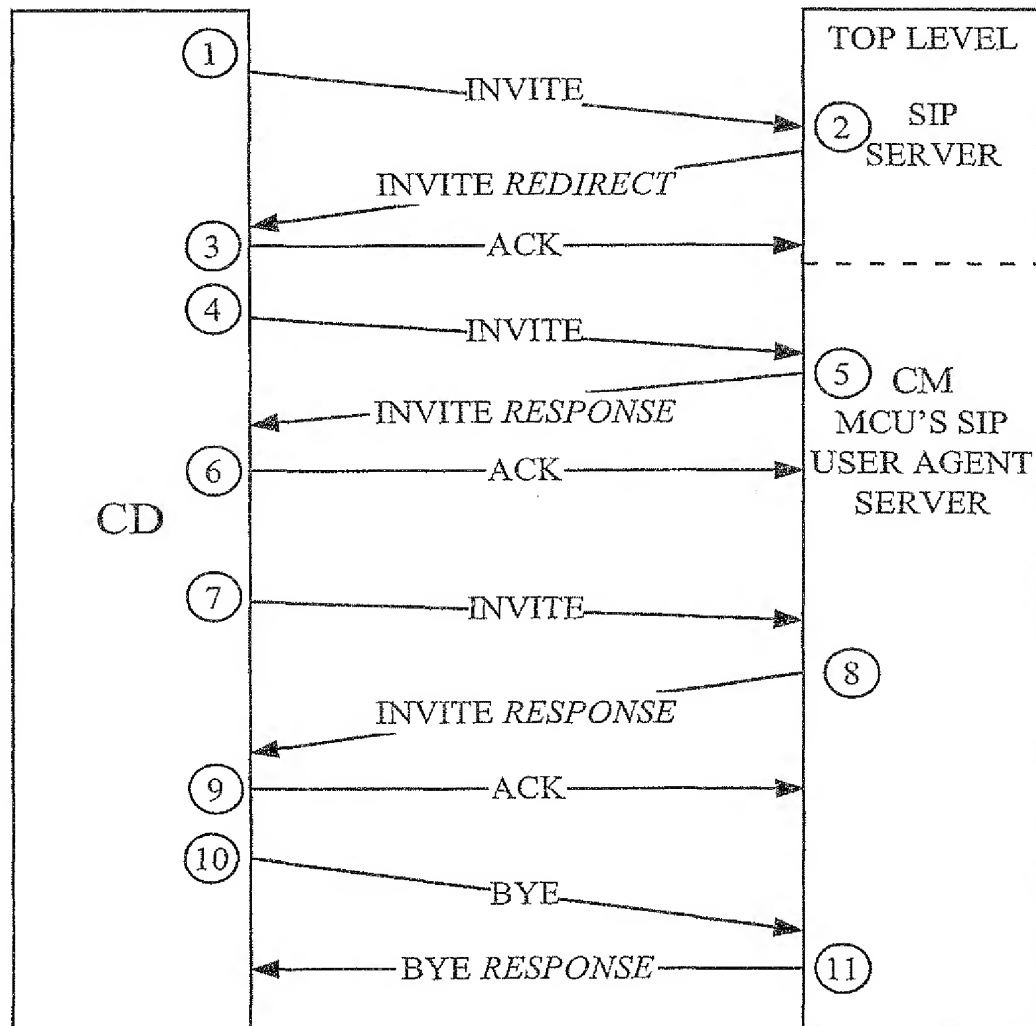 1
TOP LEVEL
INVITE
2
SIP
SERVER
INVITE REDIRECT
3
ACK
4
INVITE
5
CM
MCU'S SIP
USER AGENT
SERVER
INVITE RESPONSE
6
ACK
CD
7
INVITE
8
INVITE RESPONSE
9
ACK
10
BYE
BYE RESPONSE
11